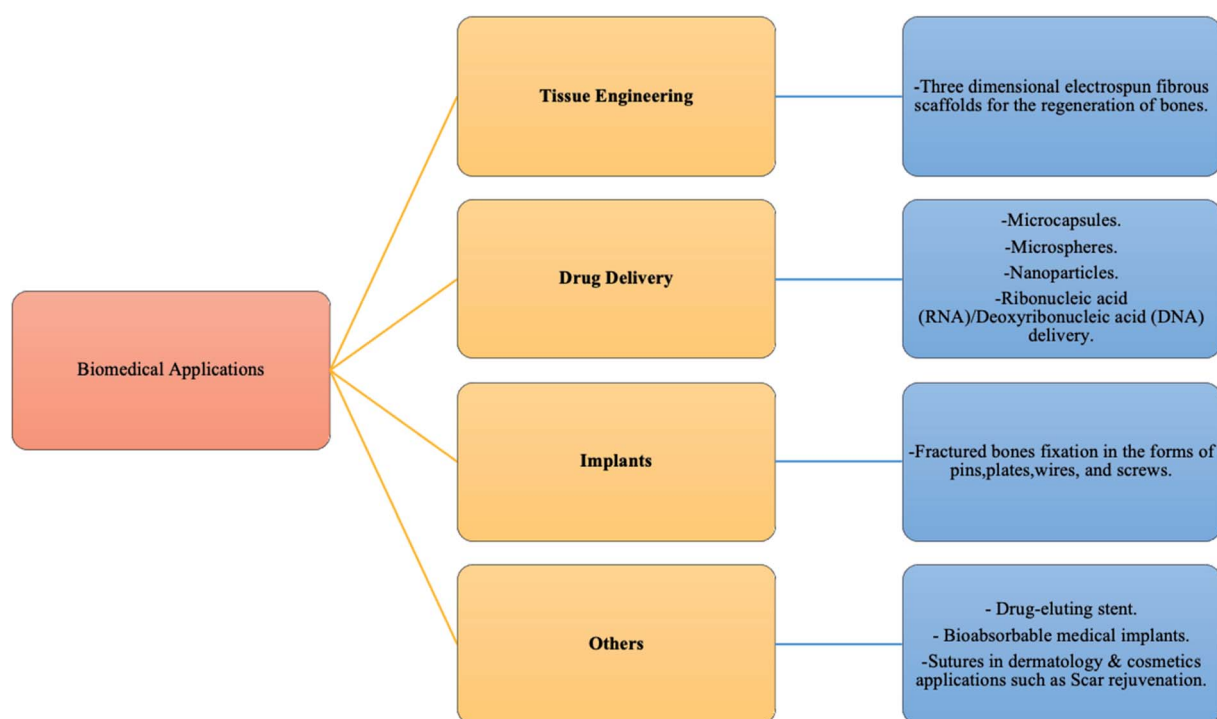 Biomedical Applications
Tissue Engineering
-Three dimensional electrospun fibrous
scaffolds for the regeneration of bones.
Drug Delivery
-Microcapsules.
-Microspheres.
-Nanoparticles.
-Ribonucleic acid
(RNA)/Deoxyribonucleic acid (DNA)
delivery.
Implants
-Fractured bones fixation in the forms of
pins,plates,wires, and screws.
Others
- Drug-eluting stent.
- Bioabsorbable medical implants.
-Sutures in dermatology & cosmetics
applications such as Scar rejuvenation.